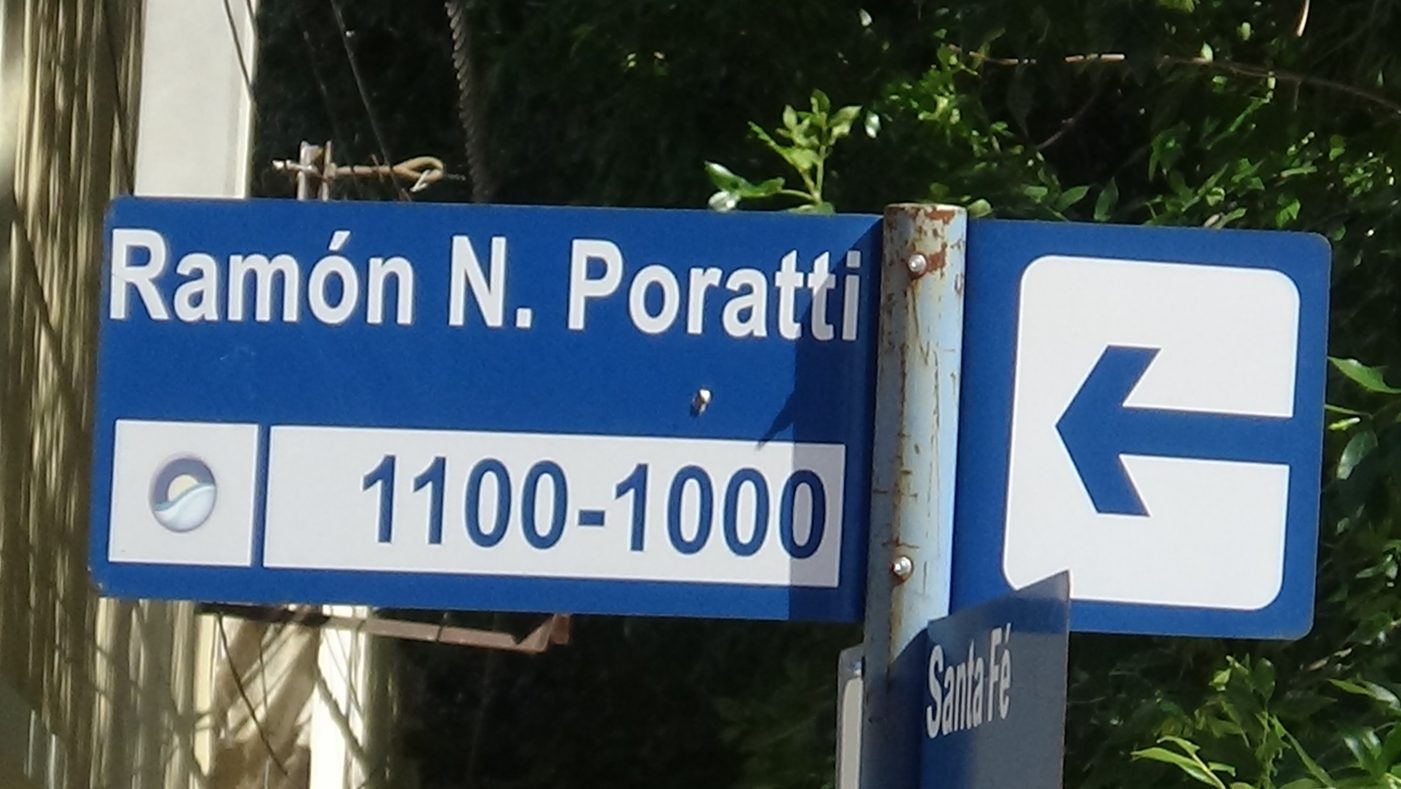 Ramón N. Poratti
1100-1000
Santa Fé